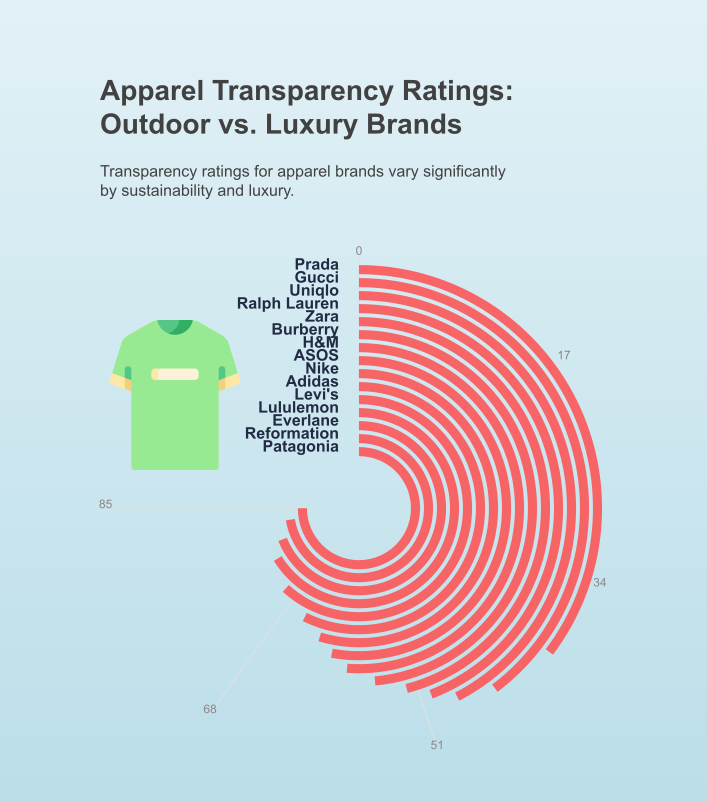 Apparel Transparency Ratings:
Outdoor vs. Luxury Brands
Transparency ratings for apparel brands vary significantly
by sustainability and luxury.
0
Prada
Gucci
Uniqlo
Ralph Lauren
Zara
Burberry
H&M
ASOS
Nike
Adidas
Levi's
Lululemon
Everlane
Reformation
Patagonia
17
85
34
68
51